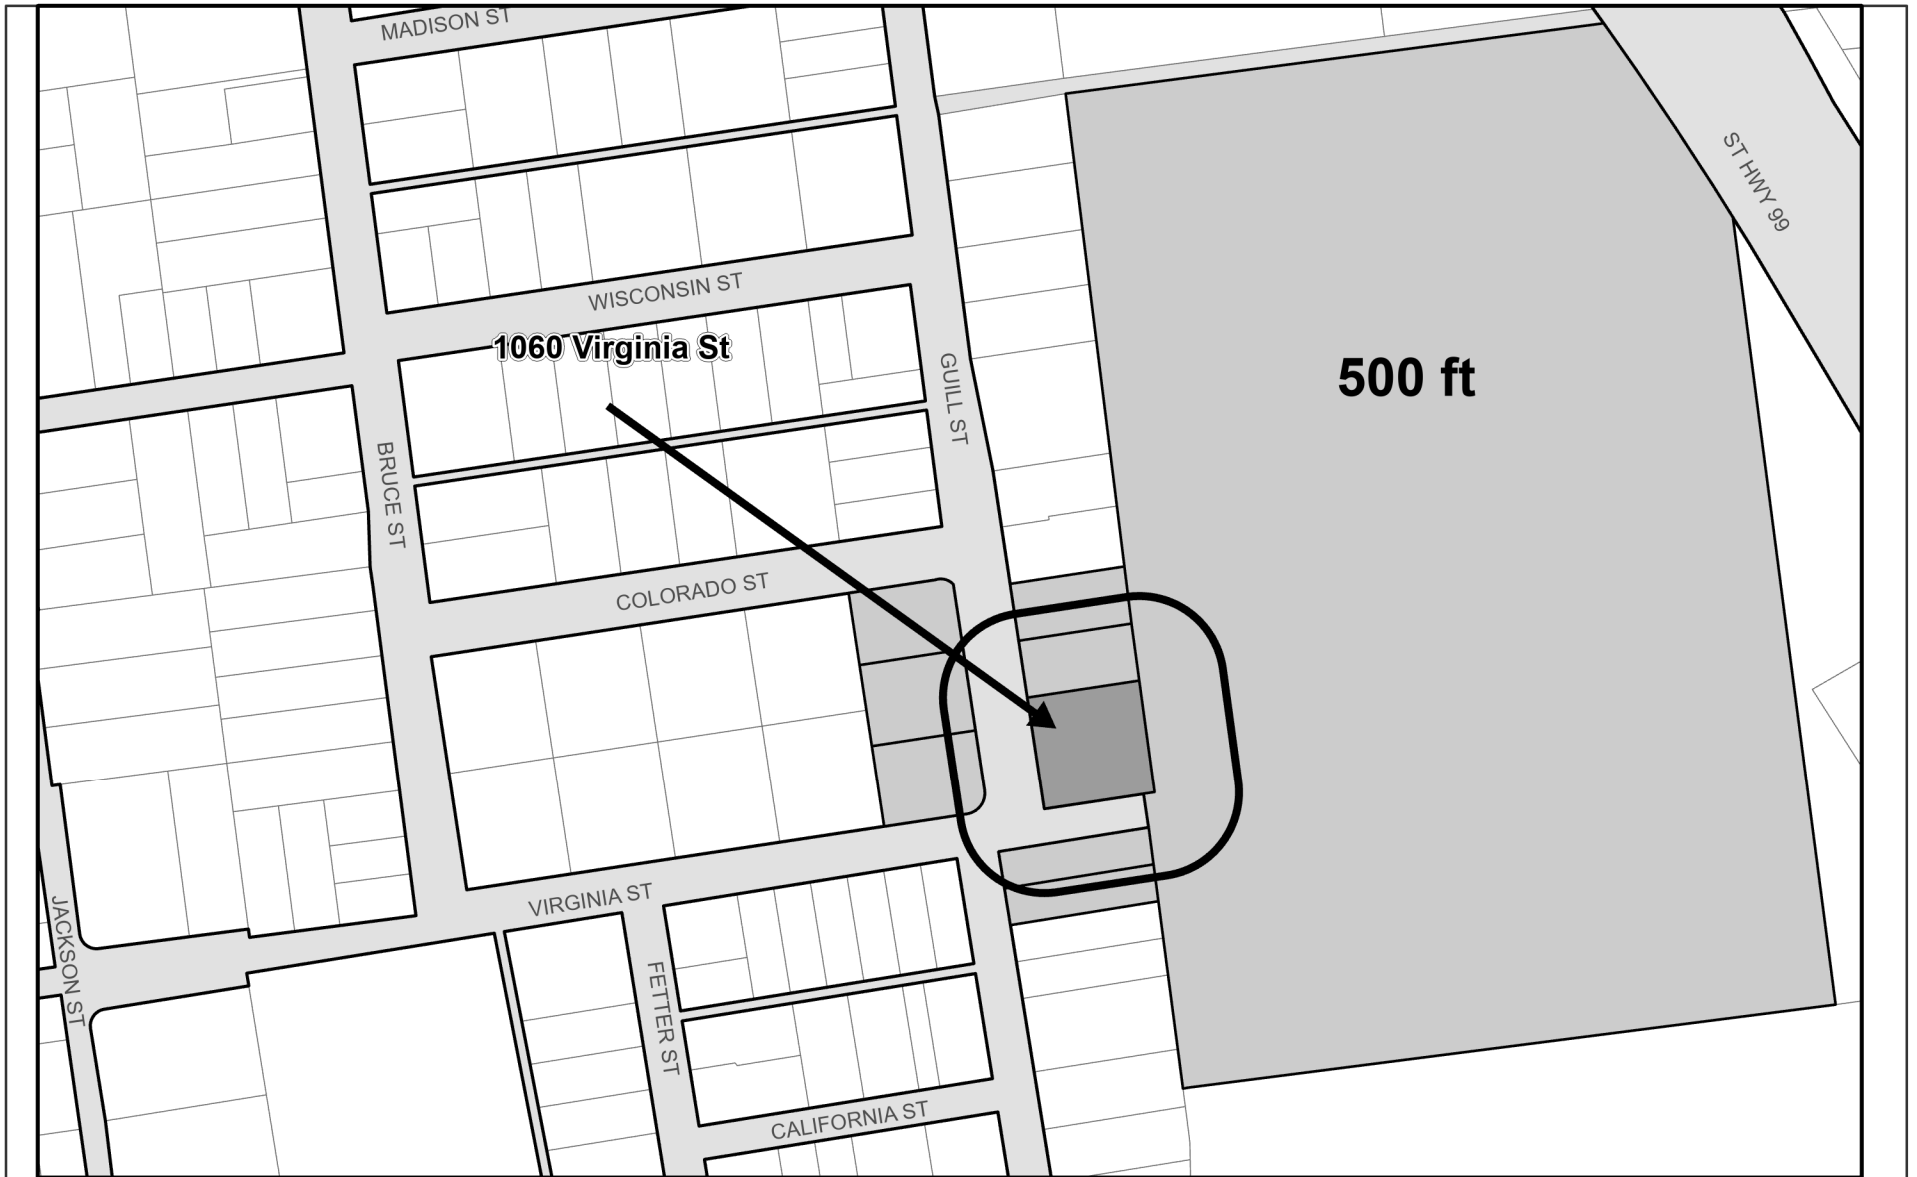 MADISON ST
ST HWY 99
WISCONSIN ST
1060 Virginia St
GUILL ST
500 ft
BRUCE ST
COLORADO ST
VIRGINIA ST
JACKSON ST
FETTER ST
CALIFORNIA ST